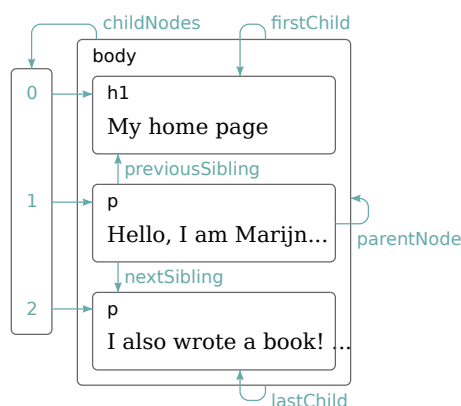 childNodes
firstChild
body
0
h1
My home page
previousSibling
1
p
Hello, I am Marijn...
parentNode
nextSibling
2
p
I also wrote a book! ...
lastChild